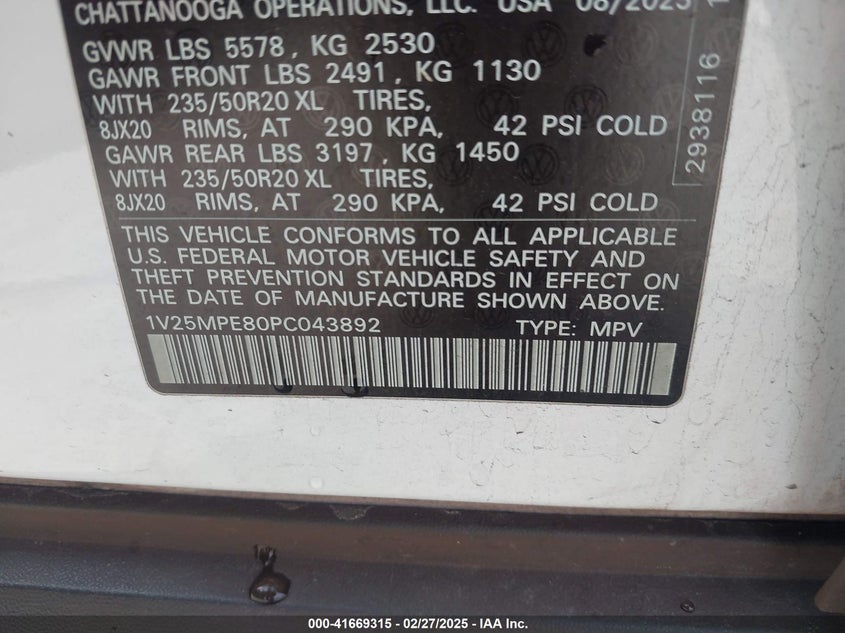 CHATTANOOGA OPERATIONS, LLC. USA 08/2023
GVWR LBS 5578, KG 2530
GAWR FRONT LBS 2491, KG 1130
WITH 235/50R20 XL TIRES,
8JX20 RIMS, AT 290 KPA, 42 PSI COLD
GAWR REAR LBS 3197, KG 1450
WITH 235/50R20 XL TIRES,
8JX20 RIMS, AT 290 KPA, 42 PSI COLD
THIS VEHICLE CONFORMS TO ALL APPLICABLE
U.S. FEDERAL MOTOR VEHICLE SAFETY AND
THEFT PREVENTION STANDARDS IN EFFECT ON
THE DATE OF MANUFACTURE SHOWN ABOVE.
1V25MPE80PC043892 TYPE: MPV
2938116
000-41669315 - 02/27/2025 - IAA Inc.